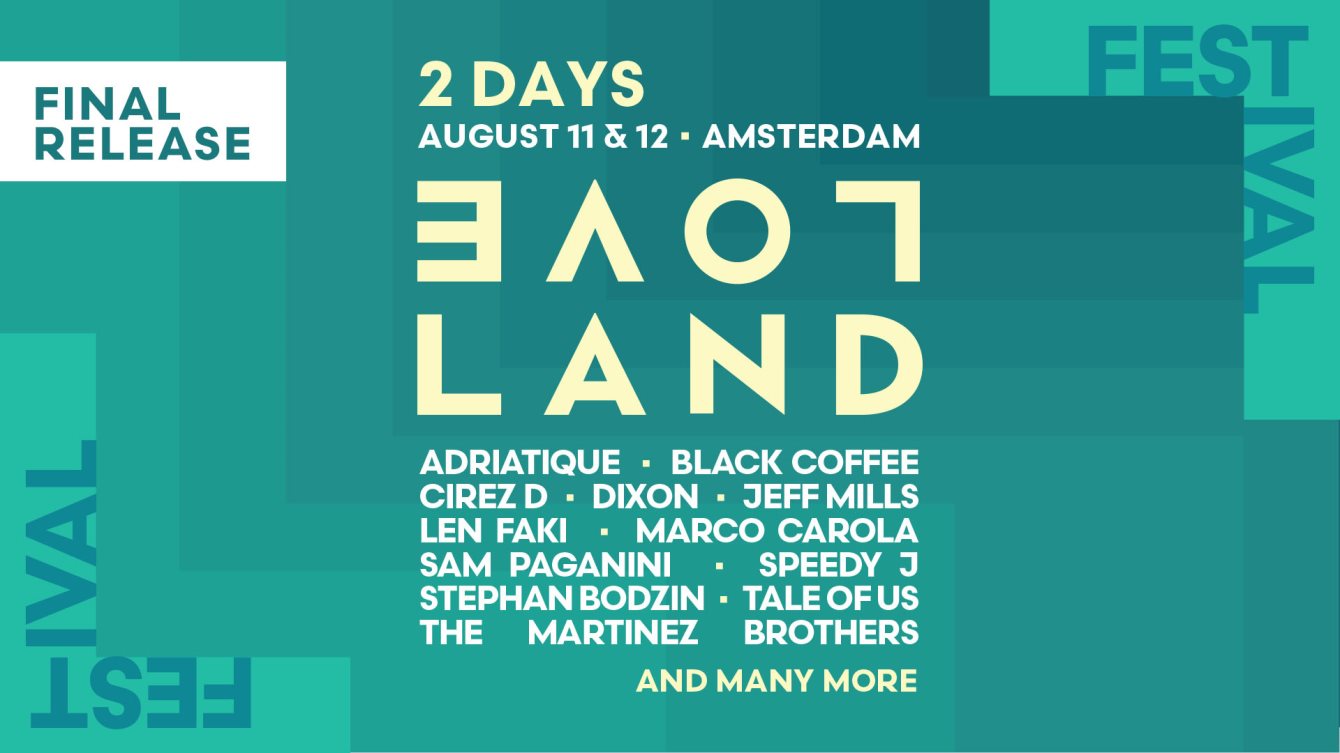 FINAL
RELEASE
2 DAYS
AUGUST 11 & 12 · AMSTERDAM
LOVE
LAND
ADRIATIQUE · BLACK COFFEE
CIREZ D · DIXON · JEFF MILLS
LEN FAKI · MARCO CAROLA
SAM PAGANINI · SPEEDY J
STEPHAN BODZIN · TALE OF US
THE MARTINEZ BROTHERS
AND MANY MORE
FESTIVAL
FESTIVAL